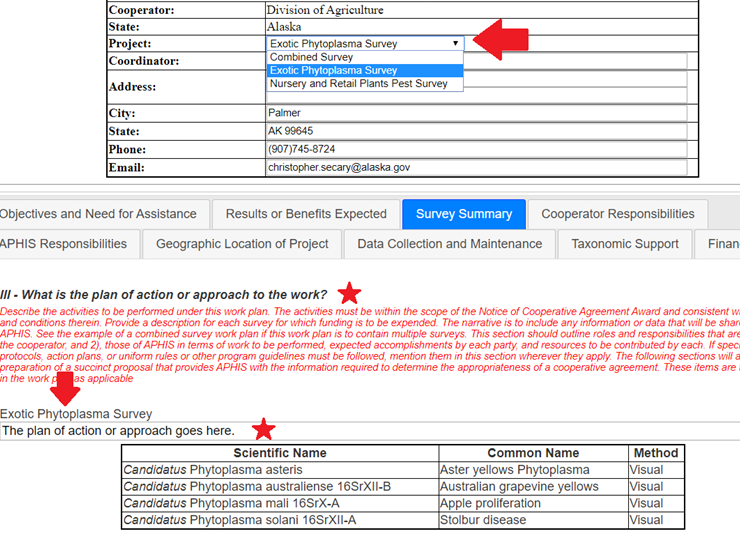 Cooperator: Division of Agriculture
State: Alaska
Project: Exotic Phytoplasma Survey
Combined Survey
Exotic Phytoplasma Survey
Nursery and Retail Plants Pest Survey
Coordinator:
Address:
City: Palmer
State: AK 99645
Phone: (907)745-8724
Email: christopher.secary@alaska.gov
Objectives and Need for Assistance Results or Benefits Expected Survey Summary Cooperator Responsibilities
APHIS Responsibilities Geographic Location of Project Data Collection and Maintenance Taxonomic Support Finan
III - What is the plan of action or approach to the work?
Describe the activities to be performed under this work plan. The activities must be within the scope of the Notice of Cooperative Agreement Award and consistent w
and conditions therein. Provide a description for each survey for which funding is to be expended. The narrative is to include any information or data that will be shar
APHIS. See the example of a combined survey work plan if this work plan is to contain multiple surveys. This section should outline roles and responsibilities that are
the cooperator, and 2), those of APHIS in terms of work to be performed, expected accomplishments by each party, and resources to be contributed by each. If spec
protocols, action plans, or uniform rules or other program guidelines must be followed, mention them in this section wherever they apply. The following sections will a
preparation of a succinct proposal that provides APHIS with the information required to determine the appropriateness of a cooperative agreement. These items are
in the work as applicable
Exotic Phytoplasma Survey
The plan of action or approach goes here.
Scientific Name Common Name Method
Candidatus Phytoplasma asteris Aster yellows Phytoplasma Visual
Candidatus Phytoplasma australiense 16SrXII-B Australian grapevine yellows Visual
Candidatus Phytoplasma mali 16SrX-A Apple proliferation Visual
Candidatus Phytoplasma solani 16SrXII-A Stolbur disease Visual